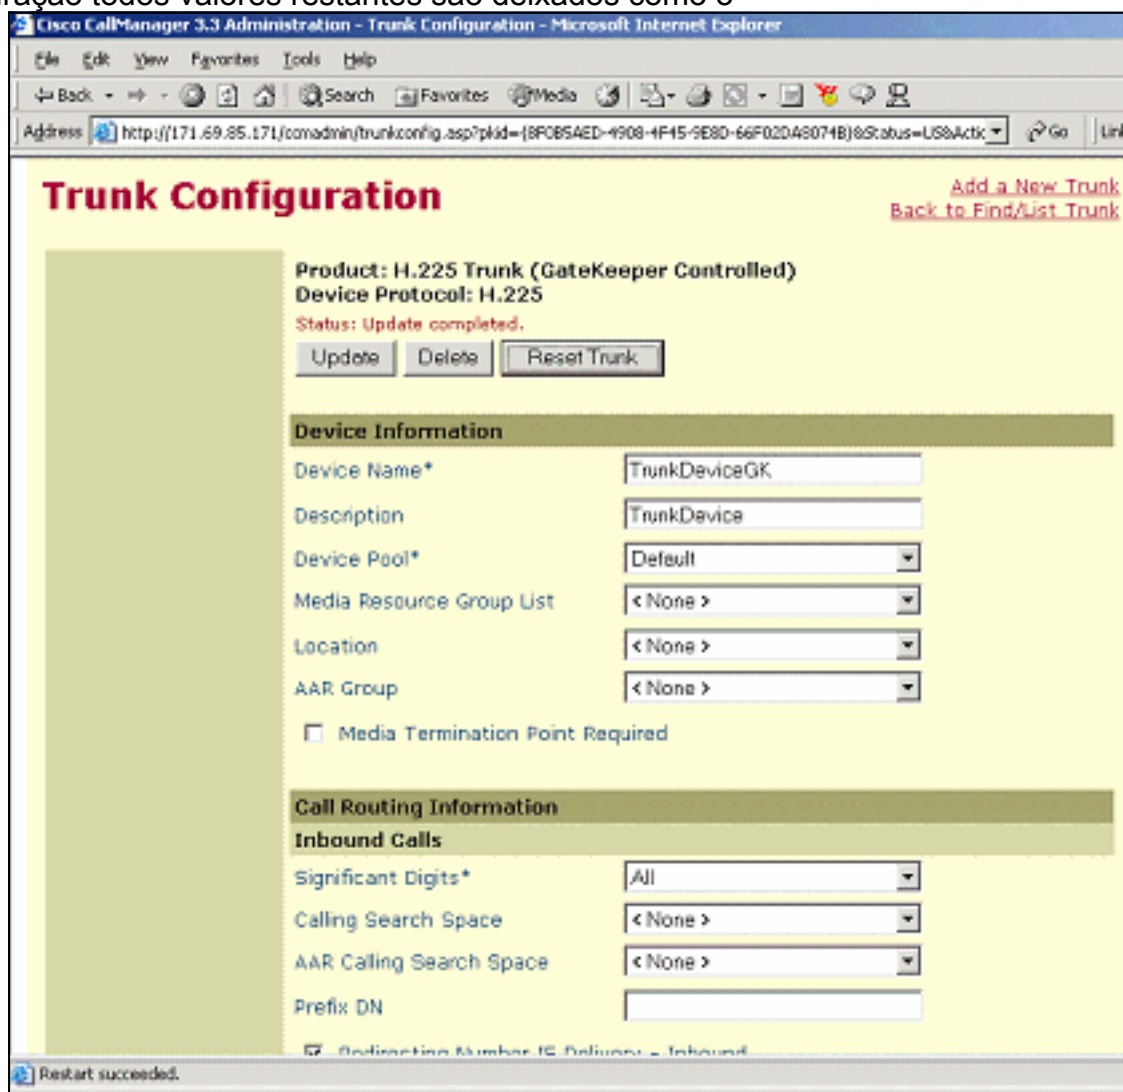 ração todos valores restantes são deixados como o
Cisco CallManager 3.3 Administration - Trunk Configuration - Microsoft Internet Explorer
File Edit View Favorites Tools Help
Back Search Favorites Media
Address http://171.69.85.171/ccmadmin/trunkconfig.asp?pkid={8F0B5AED-4908-4F45-9E8D-66F02DA8074B}&Status=US&Actic Go Link
Trunk Configuration
Add a New Trunk
Back to Find/List Trunk
Product: H.225 Trunk (GateKeeper Controlled)
Device Protocol: H.225
Status: Update completed.
Update Delete Reset Trunk
Device Information
Device Name* TrunkDeviceGK
Description TrunkDevice
Device Pool* Default
Media Resource Group List < None >
Location < None >
AAR Group < None >
Media Termination Point Required
Call Routing Information
Inbound Calls
Significant Digits* All
Calling Search Space < None >
AAR Calling Search Space < None >
Prefix DN
Redirecting Number IE Delivery - Inbound
Restart succeeded.